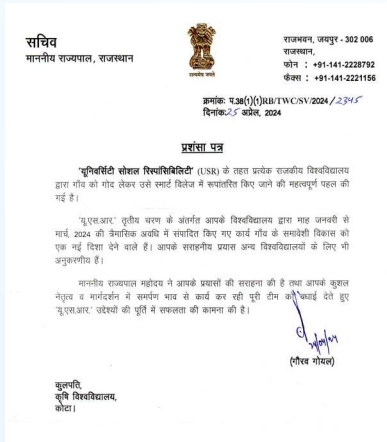 सचिव
माननीय राज्यपाल, राजस्थान
सत्यमेव जयते
राजभवन, जयपुर - 302 006
राजस्थान,
फोन : +91-141-2228792
फैक्स : +91-141-2221156
क्रमांकः प.38(1)(1)RB/TWC/SV/2024/2345
दिनांकः25 अप्रेल, 2024
प्रशंसा पत्र
'यूनिवर्सिटी सोशल रिस्पांसिबिलिटी' (USR) के तहत प्रत्येक राजकीय विश्वविद्यालय
द्वारा गाँव को गोद लेकर उसे स्मार्ट विलेज में रूपांतरित किए जाने की महत्वपूर्ण पहल की
गई है।
'यू.एस.आर.' तृतीय चरण के अंतर्गत आपके विश्वविद्यालय द्वारा माह जनवरी से
मार्च, 2024 की त्रैमासिक अवधि में संपादित किए गए कार्य गाँव के समावेशी विकास को
एक नई दिशा देने वाले हैं। आपके सराहनीय प्रयास अन्य विश्वविद्यालयों के लिए भी
अनुकरणीय हैं।
माननीय राज्यपाल महोदय ने आपके प्रयासों की सराहना की है तथा आपके कुशल
नेतृत्व व मार्गदर्शन में समर्पण भाव से कार्य कर रही पूरी टीम को बधाई देते हुए
'यू.एस.आर.' उद्देश्यों की पूर्ति में सफलता की कामना की है।
(गौरव गोयल)
कुलपति,
कृषि विश्वविद्यालय,
कोटा।